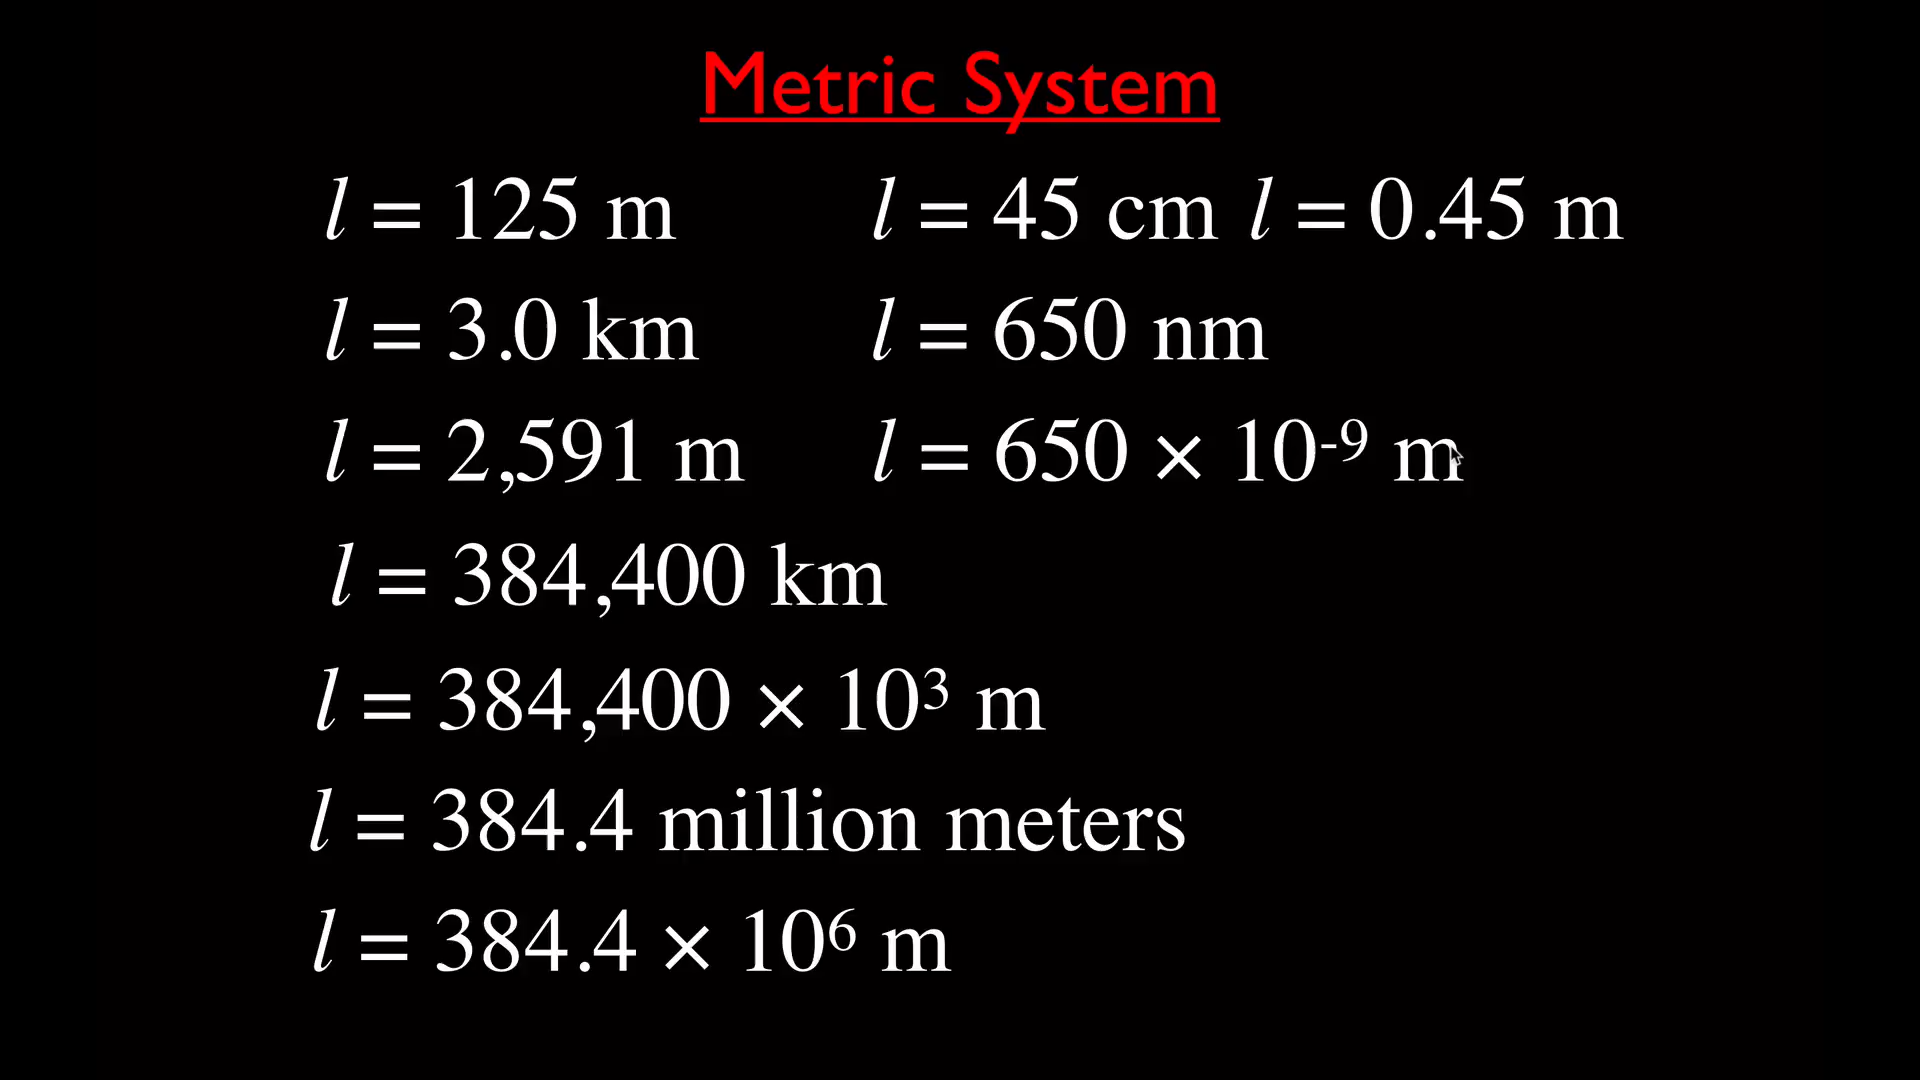 Metric System
l = 125 m l = 45 cm l = 0.45 m
l = 3.0 km l = 650 nm
l = 2,591 m l = 650 × 10⁻⁹ m
l = 384,400 km
l = 384,400 × 10³ m
l = 384.4 million meters
l = 384.4 × 10⁶ m